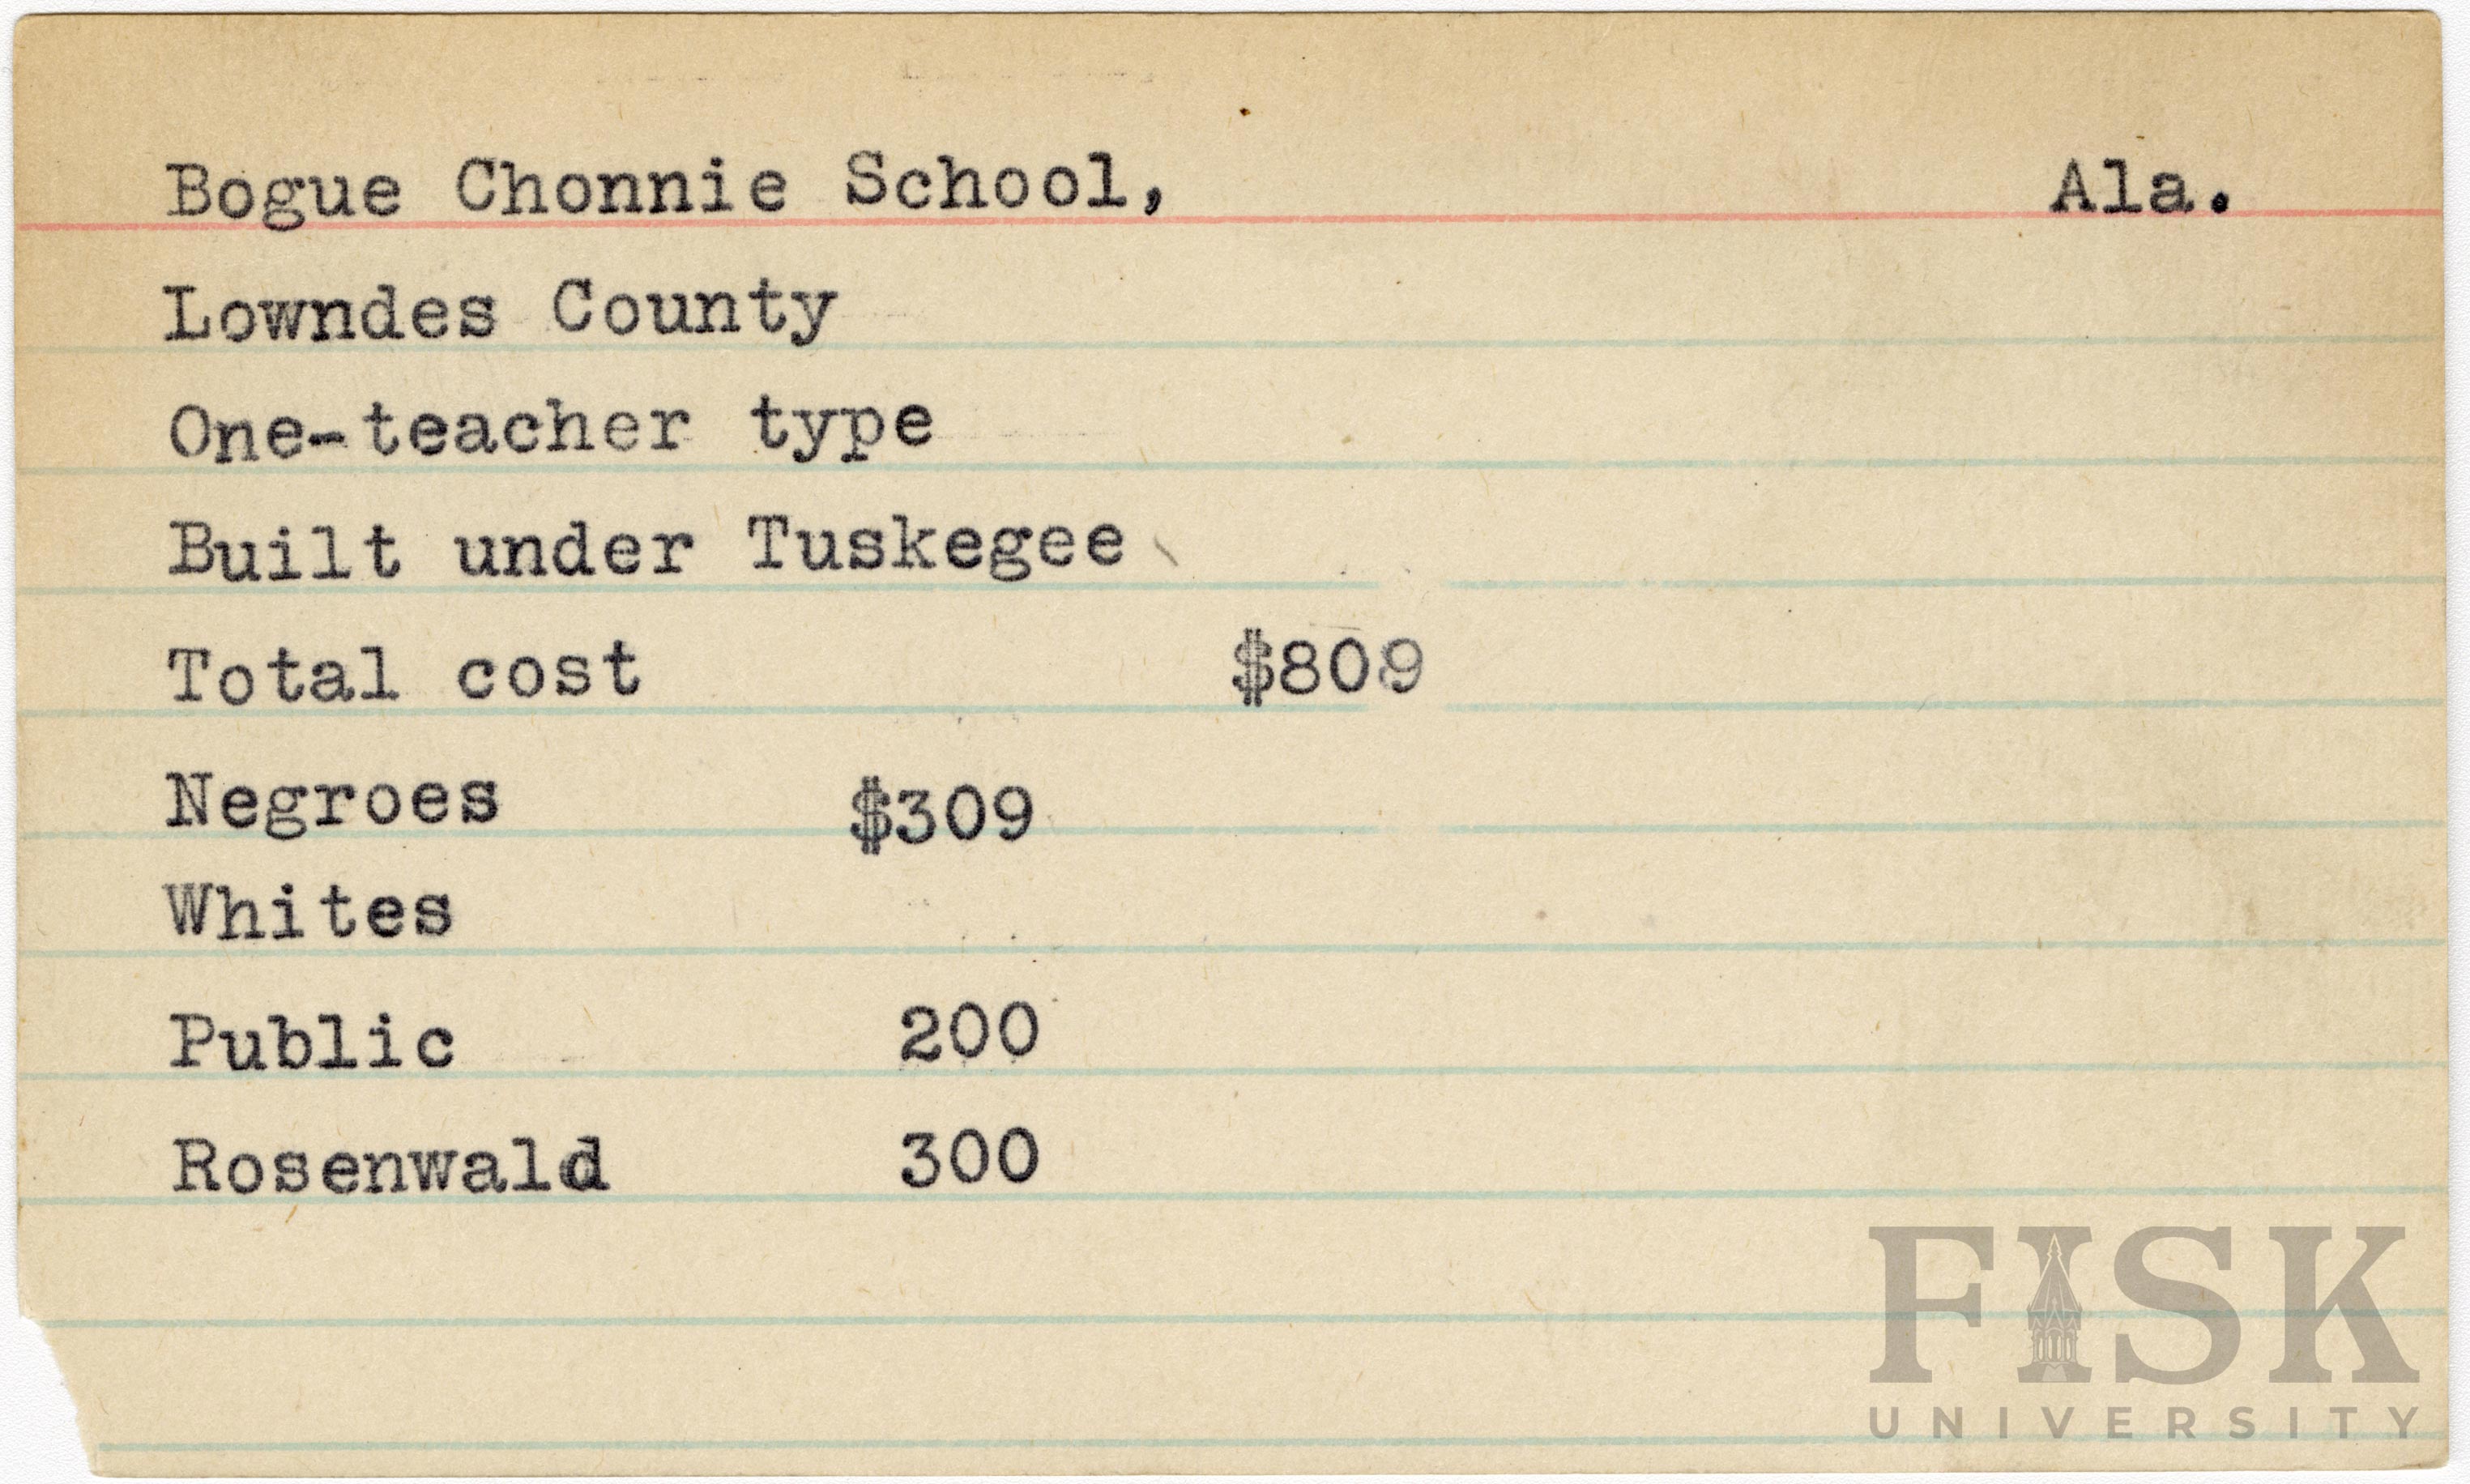 Bogue Chonnie School, Ala.
Lowndes County
One-teacher type
Built under Tuskegee
Total cost $809
Negroes $309
Whites
Public 200
Rosenwald 300
FISK
UNIVERSITY